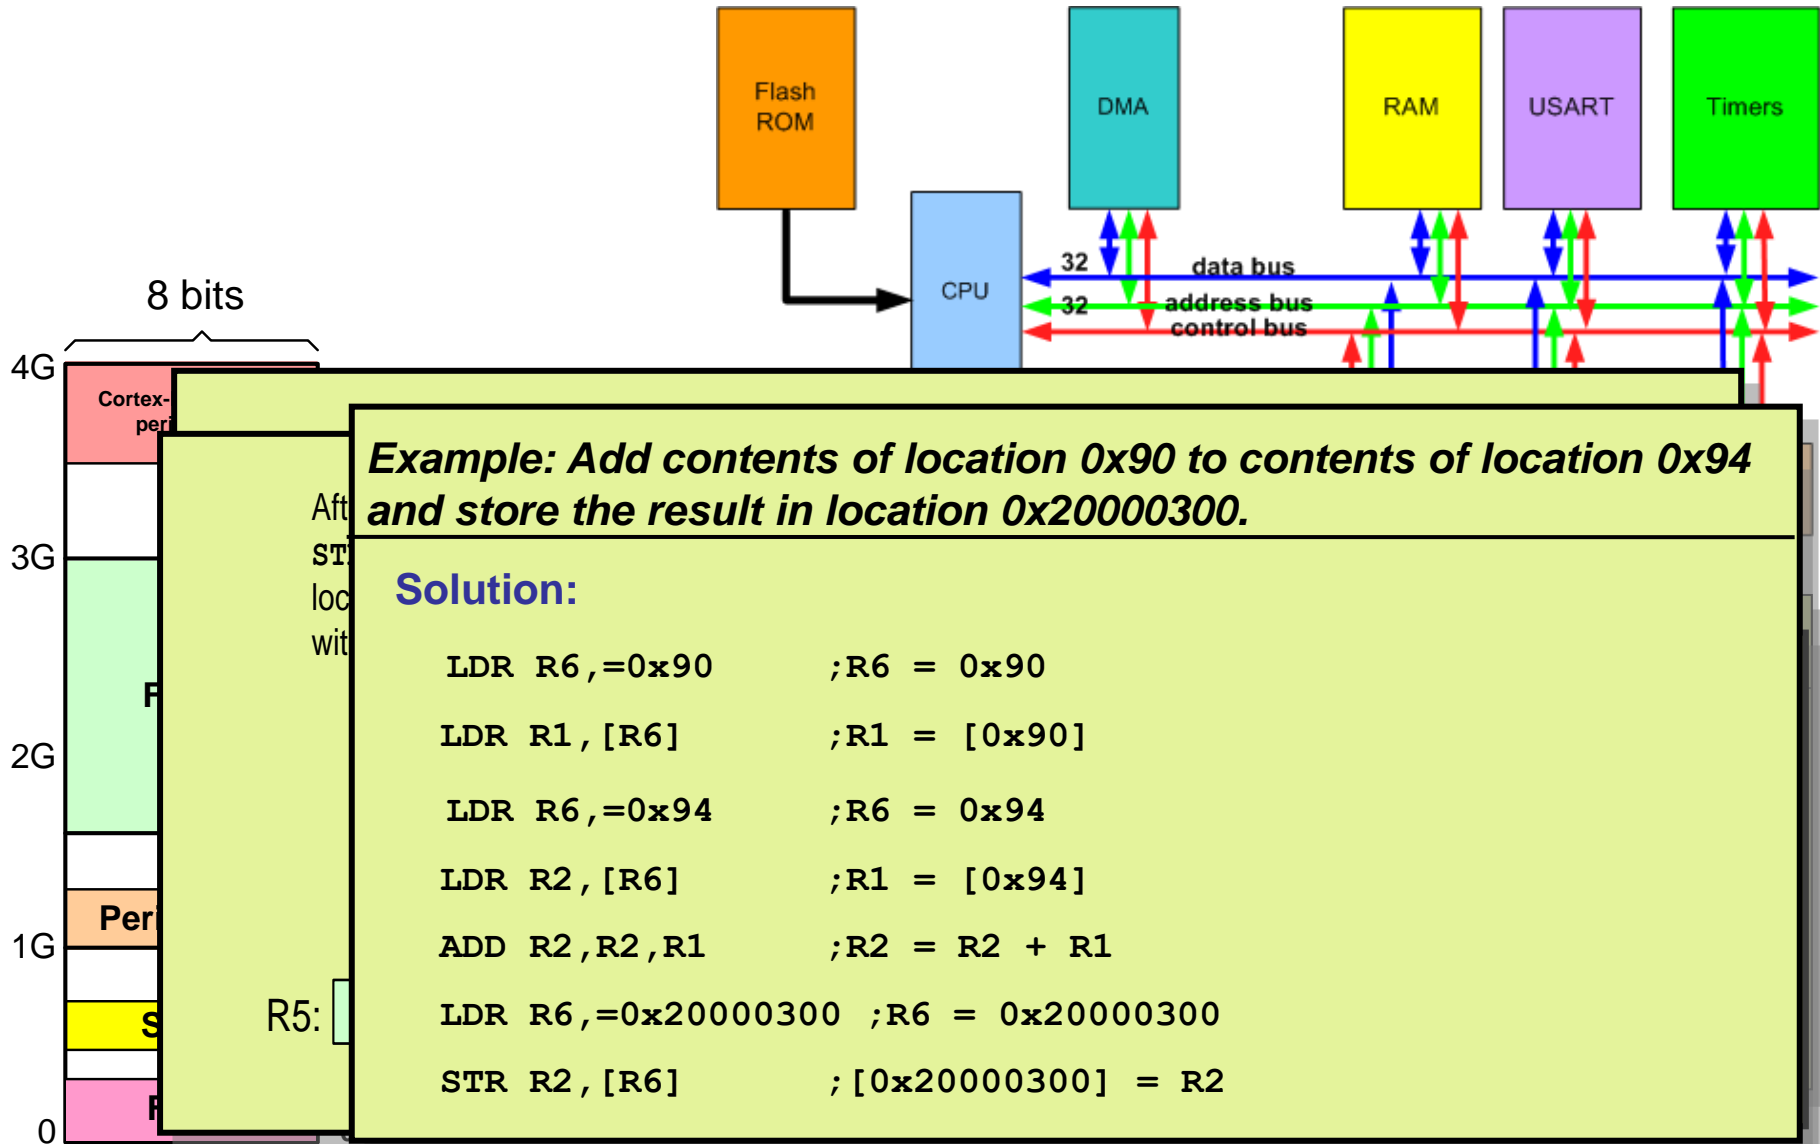 Flash
ROM
DMA
RAM
USART
Timers
CPU
32
data bus
32
address bus
control bus
8 bits
4G
3G
2G
1G
0
Cortex-
R5:
Example: Add contents of location 0x90 to contents of location 0x94
and store the result in location 0x20000300.
Solution:
LDR R6,=0x90 ;R6 = 0x90
LDR R1,[R6] ;R1 = [0x90]
LDR R6,=0x94 ;R6 = 0x94
LDR R2,[R6] ;R1 = [0x94]
ADD R2,R2,R1 ;R2 = R2 + R1
LDR R6,=0x20000300 ;R6 = 0x20000300
STR R2,[R6] ;[0x20000300] = R2